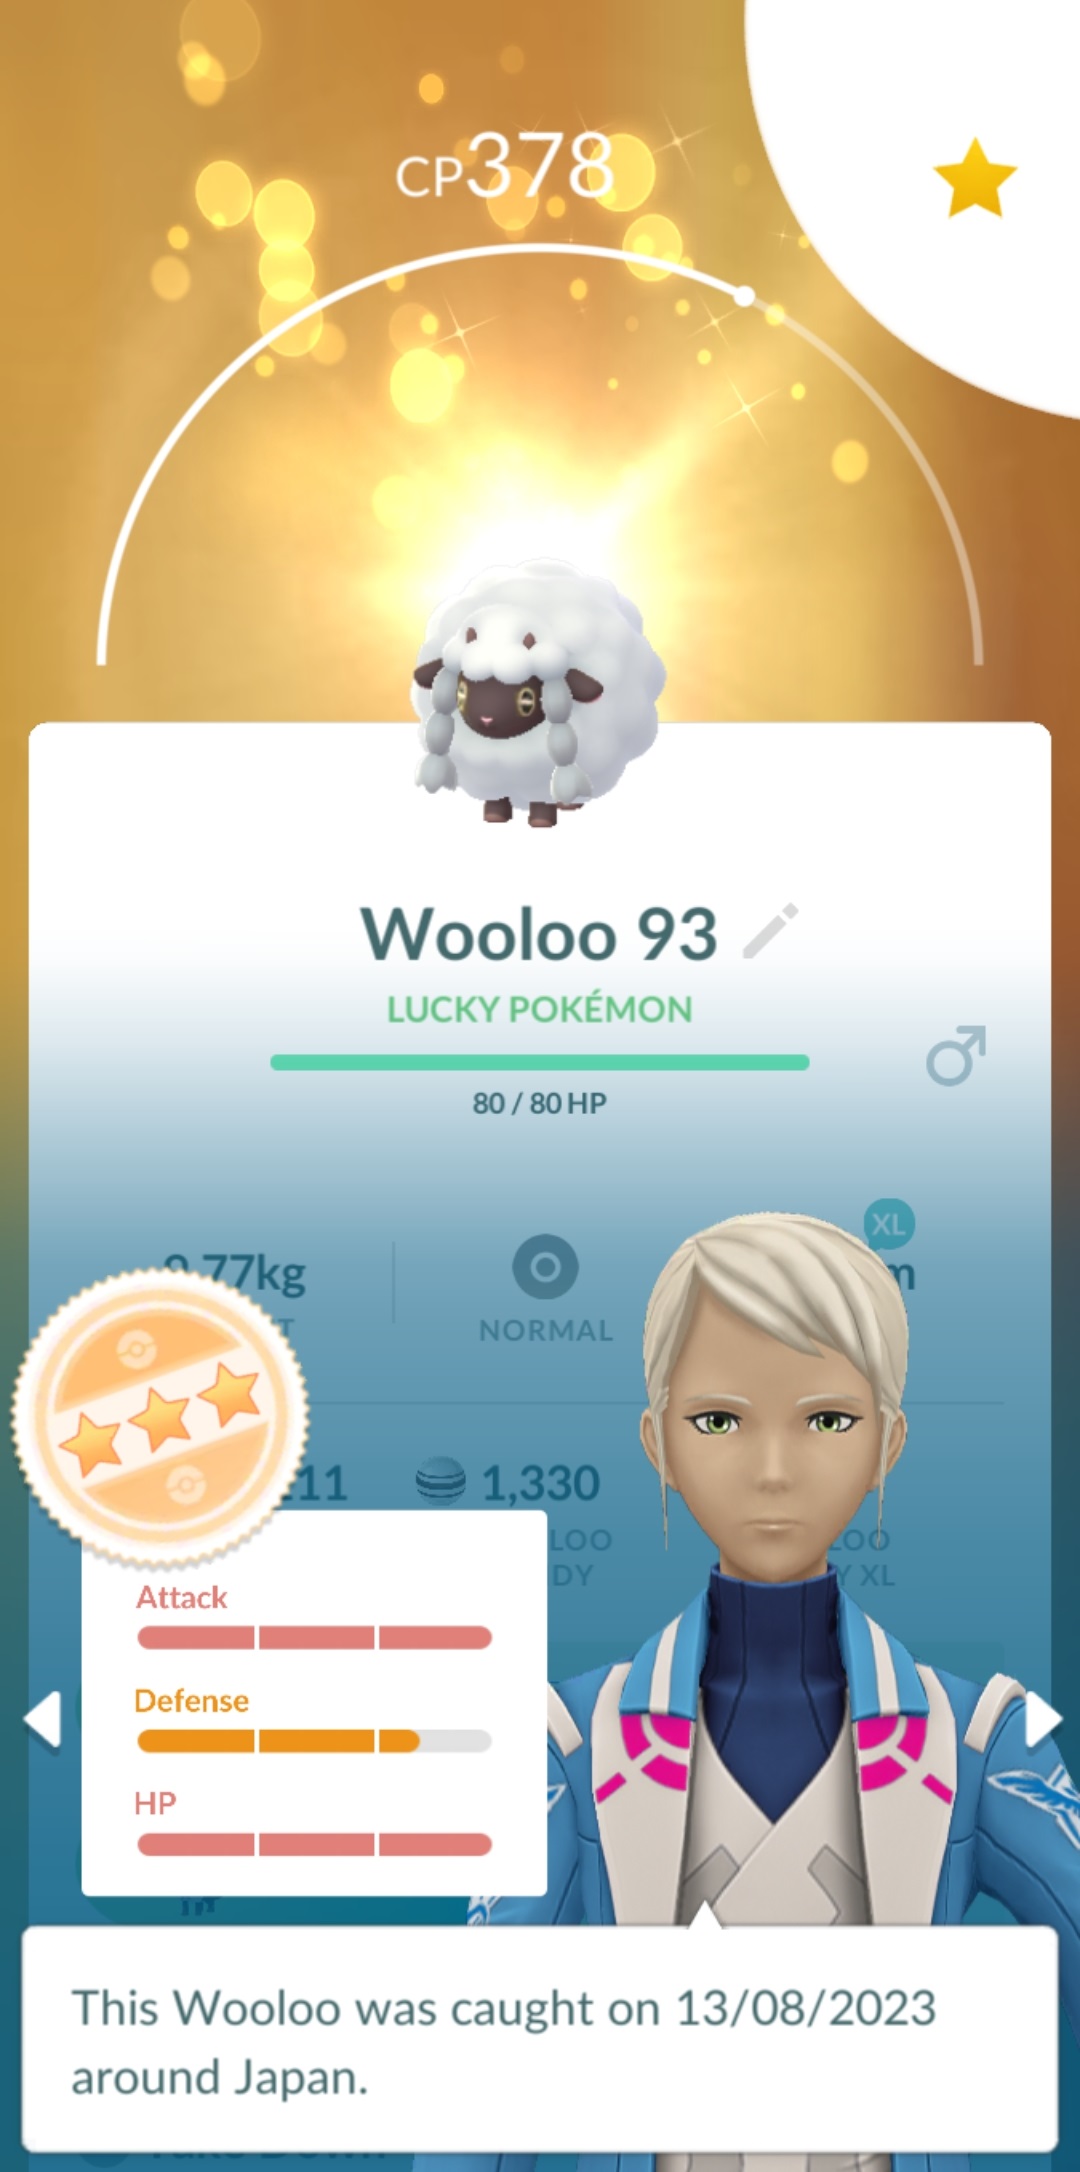 CP378
Wooloo 93
LUCKY POKÉMON
80 / 80 HP
XL
77kg
NORMAL
1,330
Attack
Defense
HP
This Wooloo was caught on 13/08/2023
around Japan.